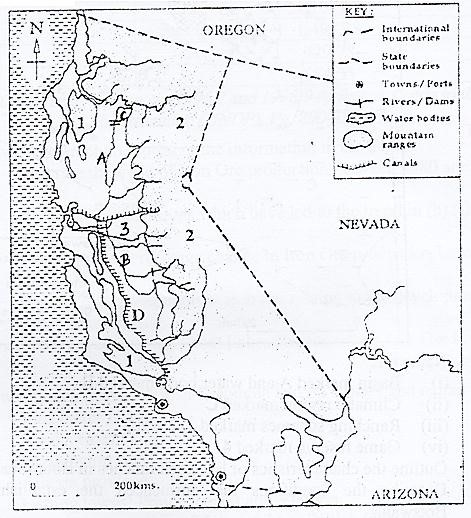 N
OREGON
KEY:
International
boundaries
State
boundaries
Towns/Ports
Rivers/Dams
Water bodies
Mountain
ranges
Canals
1
C
2
A
3
2
NEVADA
B
D
1
0 200kms.
ARIZONA